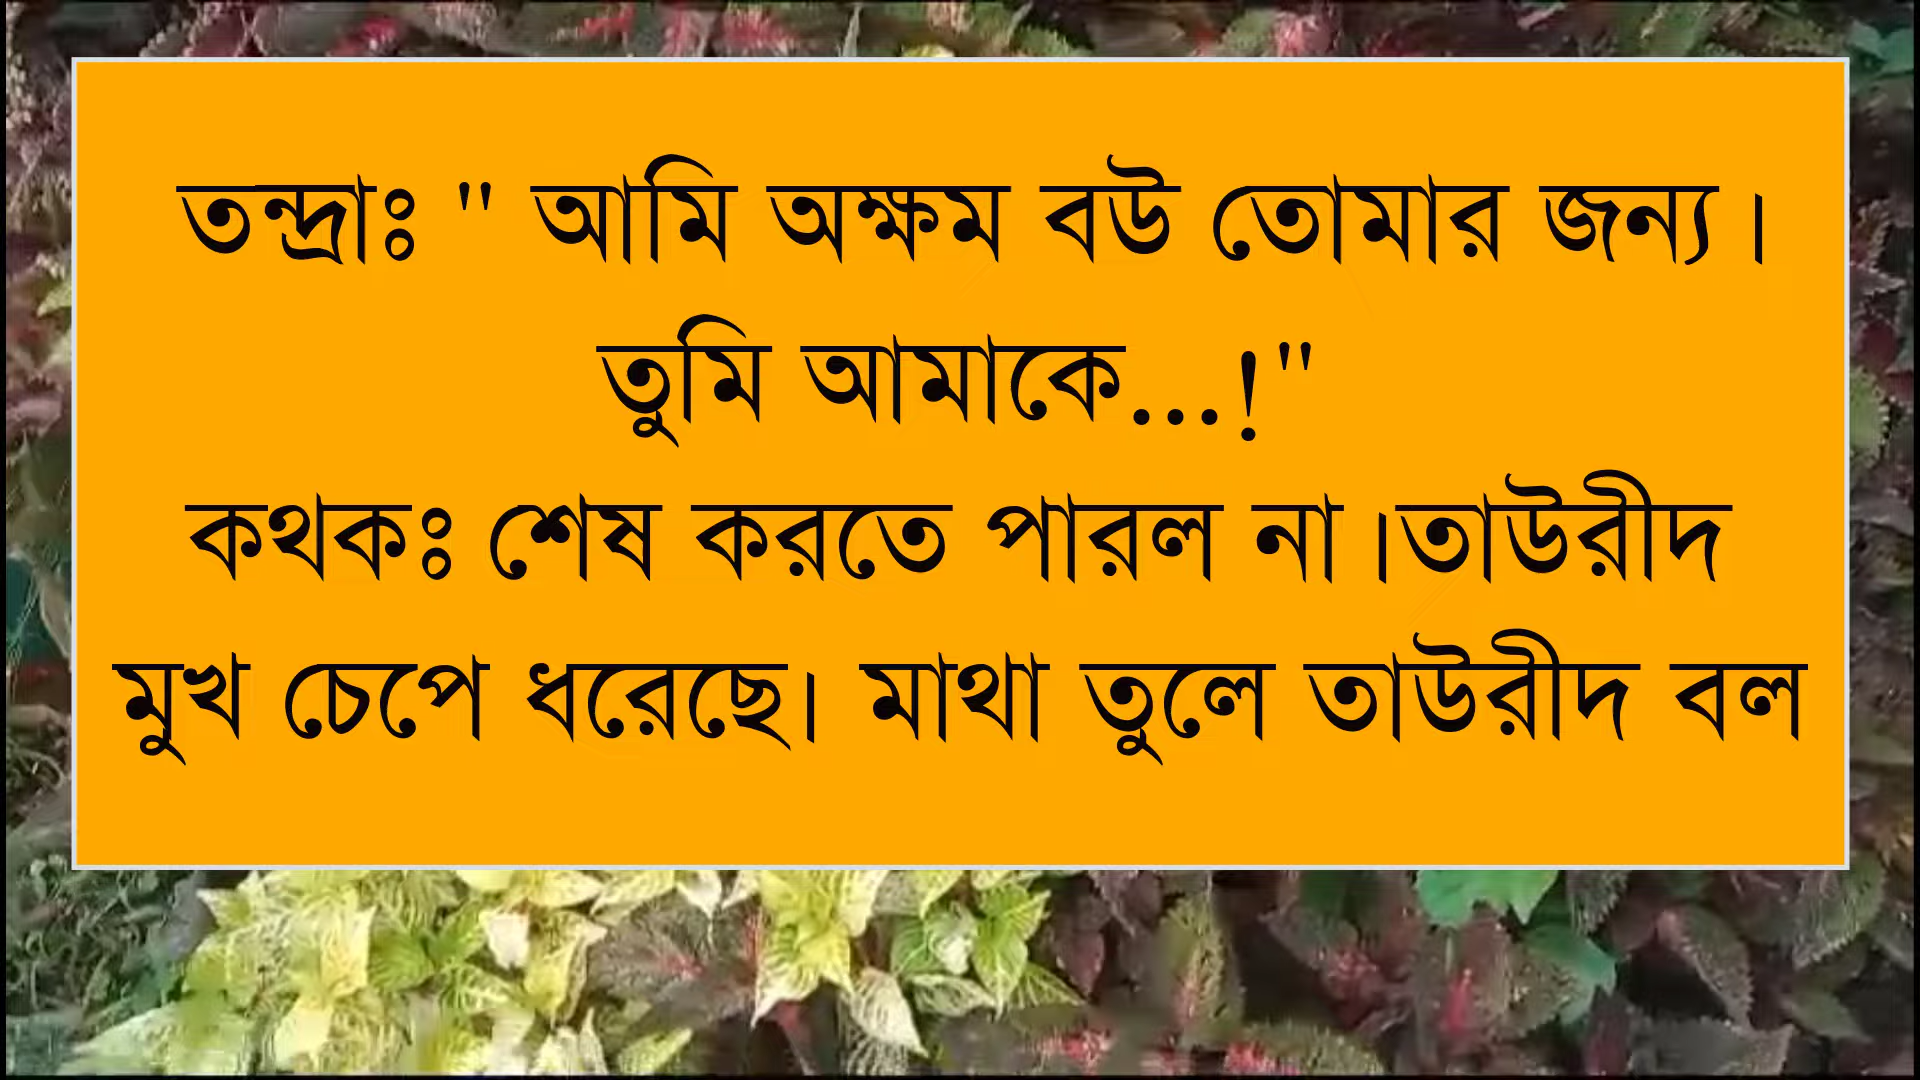 তন্দ্রাঃ " আমি অক্ষম বউ তোমার জন্য।
তুমি আমাকে...!"
কথকঃ শেষ করতে পারল না।তাউরীদ
মুখ চেপে ধরেছে। মাথা তুলে তাউরীদ বল